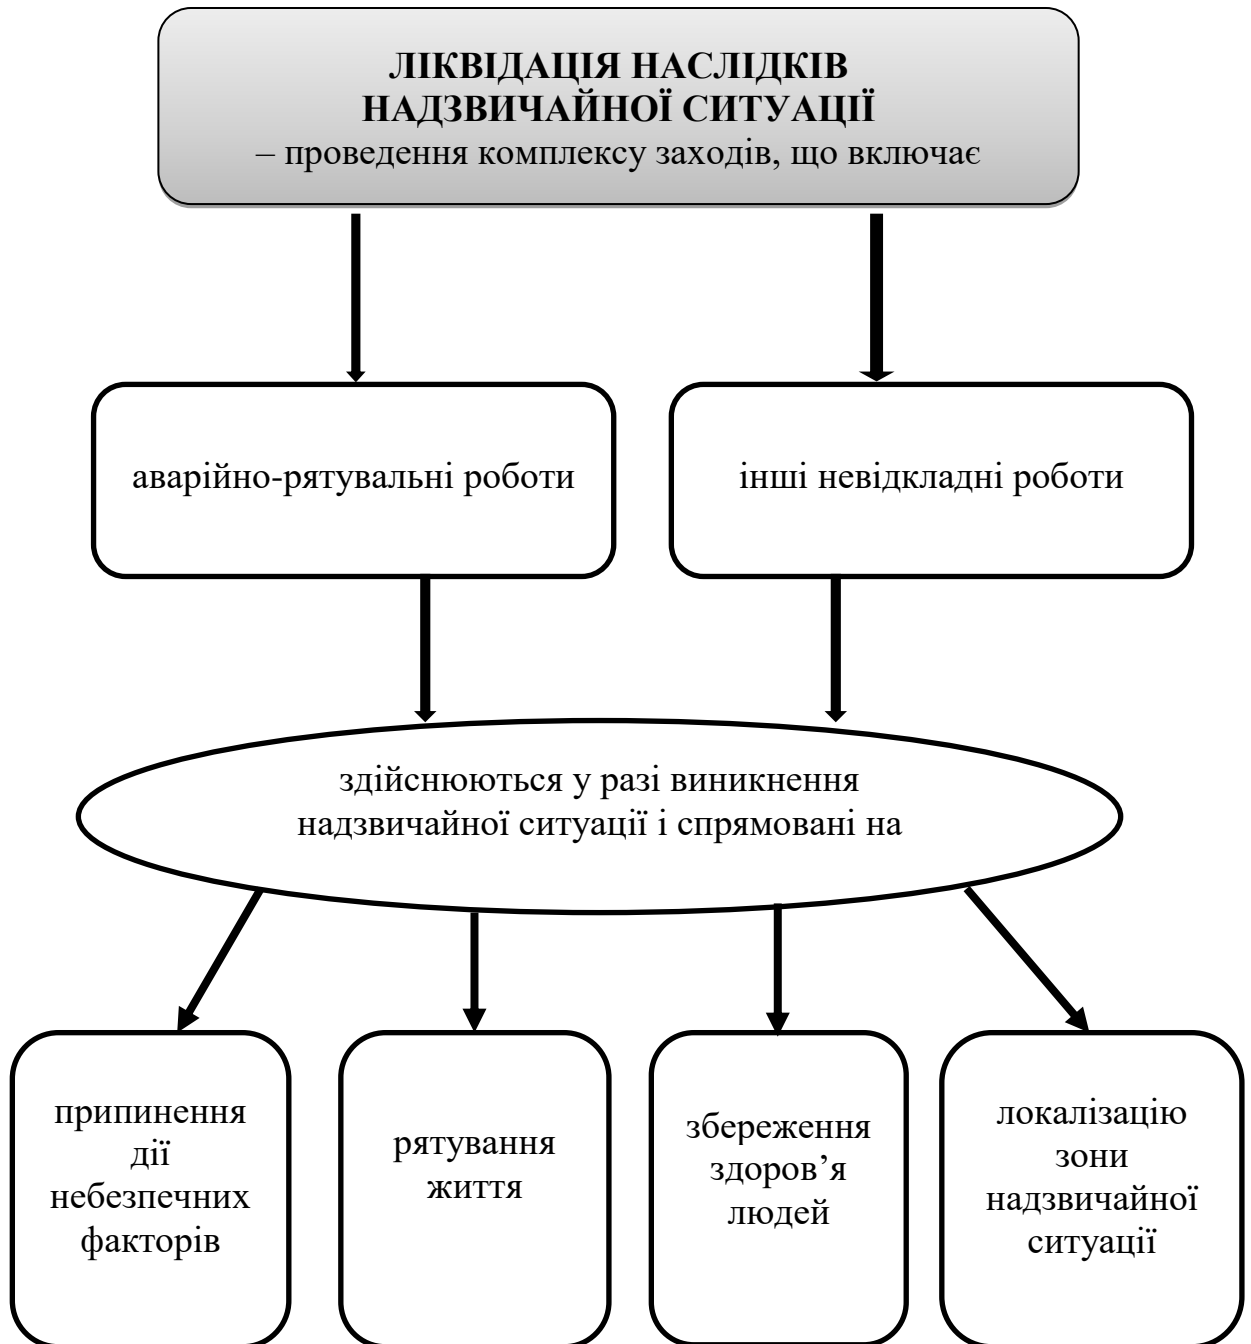 ЛІКВІДАЦІЯ НАСЛІДКІВ
НАДЗВИЧАЙНОЇ СИТУАЦІЇ
– проведення комплексу заходів, що включає
аварійно-рятувальні роботи
інші невідкладні роботи
здійснюються у разі виникнення
надзвичайної ситуації і спрямовані на
припинення
дії
небезпечних
факторів
рятування
життя
збереження
здоров’я
людей
локалізацію
зони
надзвичайної
ситуації